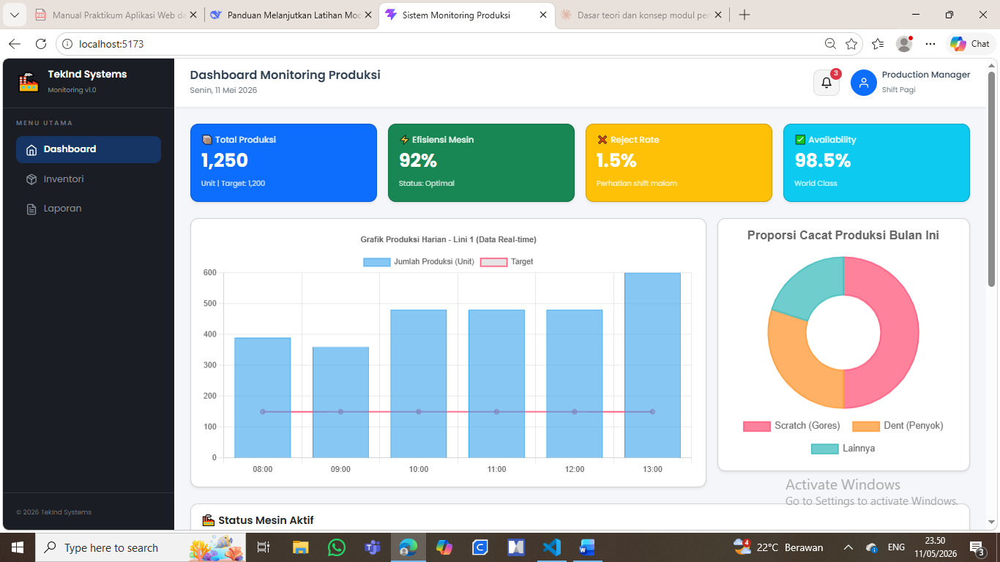 Manual Praktikum Aplikasi Web da
Panduan Melanjutkan Latihan Mod
Sistem Monitoring Produksi
Dasar teori dan konsep modul pem
localhost:5173
Chat
TekInd Systems
Monitoring v1.0
MENU UTAMA
Dashboard
Inventori
Laporan
© 2026 TekInd Systems
Dashboard Monitoring Produksi
Senin, 11 Mei 2026
3
Production Manager
Shift Pagi
Total Produksi
1,250
Unit | Target: 1,200
Efisiensi Mesin
92%
Status: Optimal
Reject Rate
1.5%
Perhatian shift malam
Availability
98.5%
World Class
Grafik Produksi Harian - Lini 1 (Data Real-time)
Jumlah Produksi (Unit) Target
600
500
400
300
200
100
0
08:00 09:00 10:00 11:00 12:00 13:00
Proporsi Cacat Produksi Bulan Ini
Scratch (Gores) Dent (Penyok)
Lainnya
Status Mesin Aktif
Activate Windows
Go to Settings to activate Windows.
Type here to search
4
22°C Berawan
ENG
23.50
11/05/2026
3